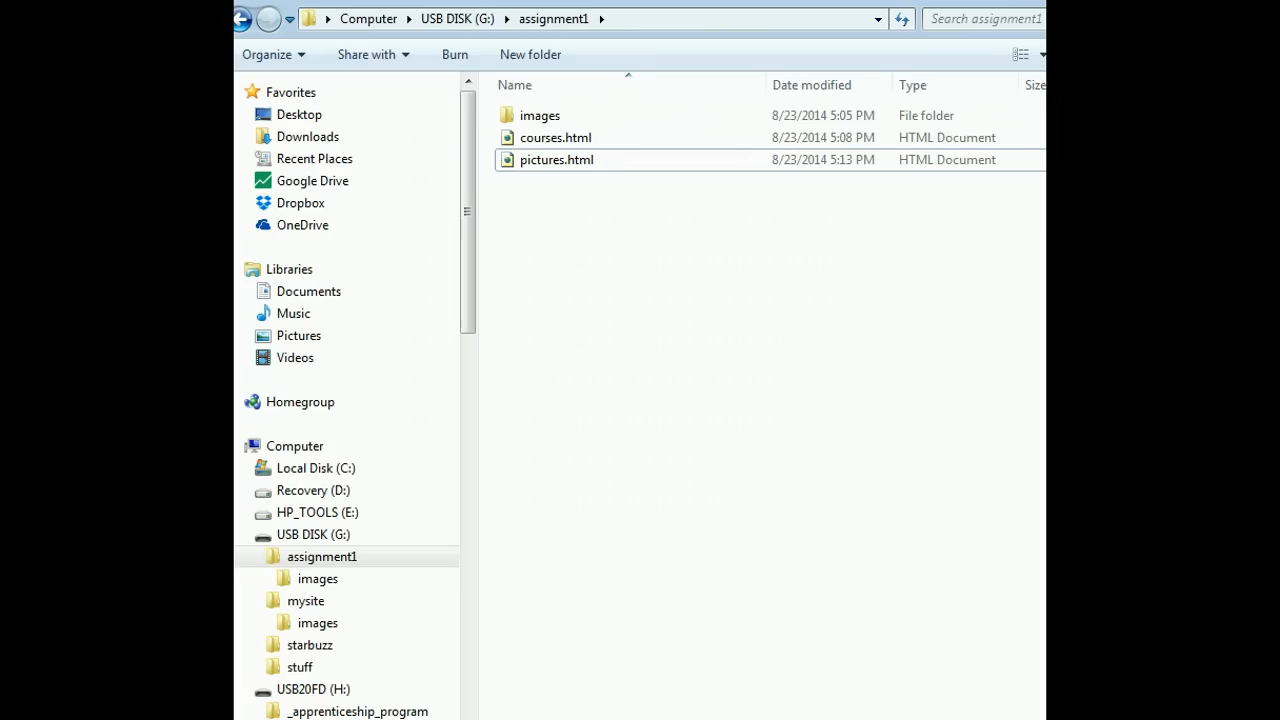 Computer USB DISK (G:) assignment1 Search assignment1
Organize Share with Burn New folder
Name Date modified Type Size
images 8/23/2014 5:05 PM File folder
courses.html 8/23/2014 5:08 PM HTML Document
pictures.html 8/23/2014 5:13 PM HTML Document
Favorites
Desktop
Downloads
Recent Places
Google Drive
Dropbox
OneDrive
Libraries
Documents
Music
Pictures
Videos
Homegroup
Computer
Local Disk (C:)
Recovery (D:)
HP_TOOLS (E:)
USB DISK (G:)
assignment1
images
mysite
images
starbuzz
stuff
USB20FD (H:)
_apprenticeship_program